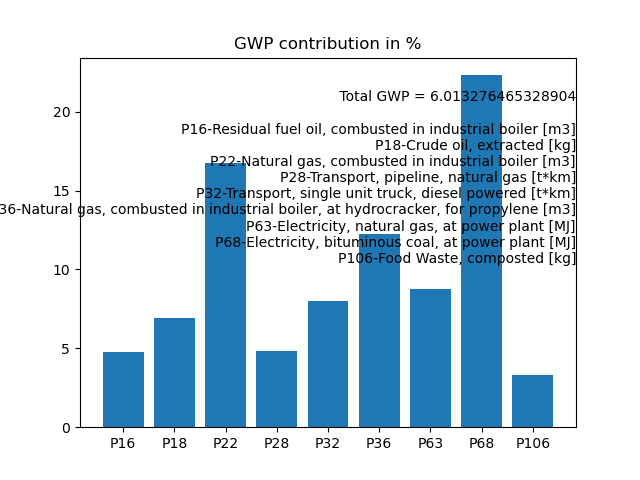 GWP contribution in %
Total GWP = 6.013276465328904
P16-Residual fuel oil, combusted in industrial boiler [m3]
P18-Crude oil, extracted [kg]
P22-Natural gas, combusted in industrial boiler [m3]
P28-Transport, pipeline, natural gas [t*km]
P32-Transport, single unit truck, diesel powered [t*km]
36-Natural gas, combusted in industrial boiler, at hydrocracker, for propylene [m3]
P63-Electricity, natural gas, at power plant [MJ]
P68-Electricity, bituminous coal, at power plant [MJ]
P106-Food Waste, composted [kg]
20
15
10
5
0
P16 P18 P22 P28 P32 P36 P63 P68 P106